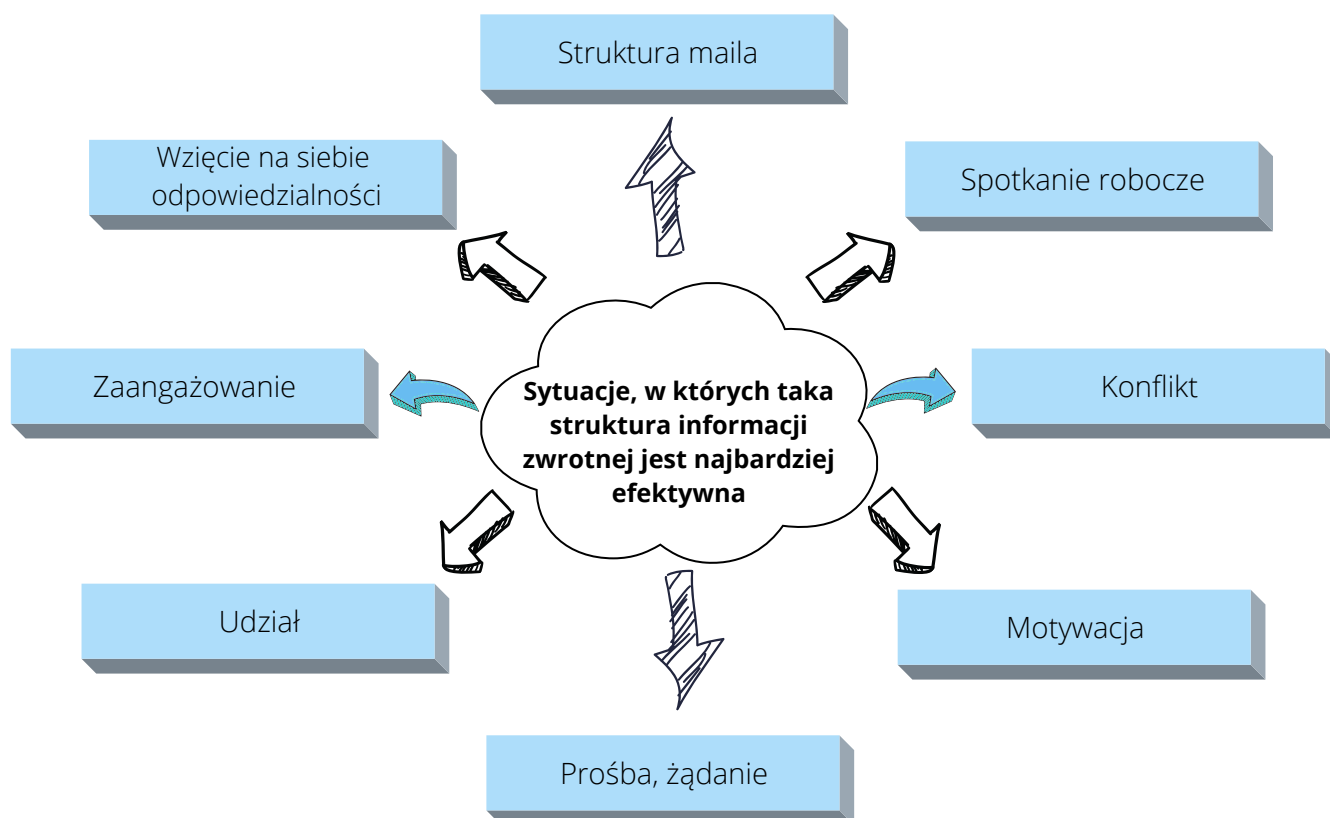 Struktura maila
Wzięcie na siebie
odpowiedzialności
Spotkanie robocze
Zaangażowanie
Sytuacje, w których taka
struktura informacji
zwrotnej jest najbardziej
efektywna
Konflikt
Udział
Motywacja
Prośba, żądanie